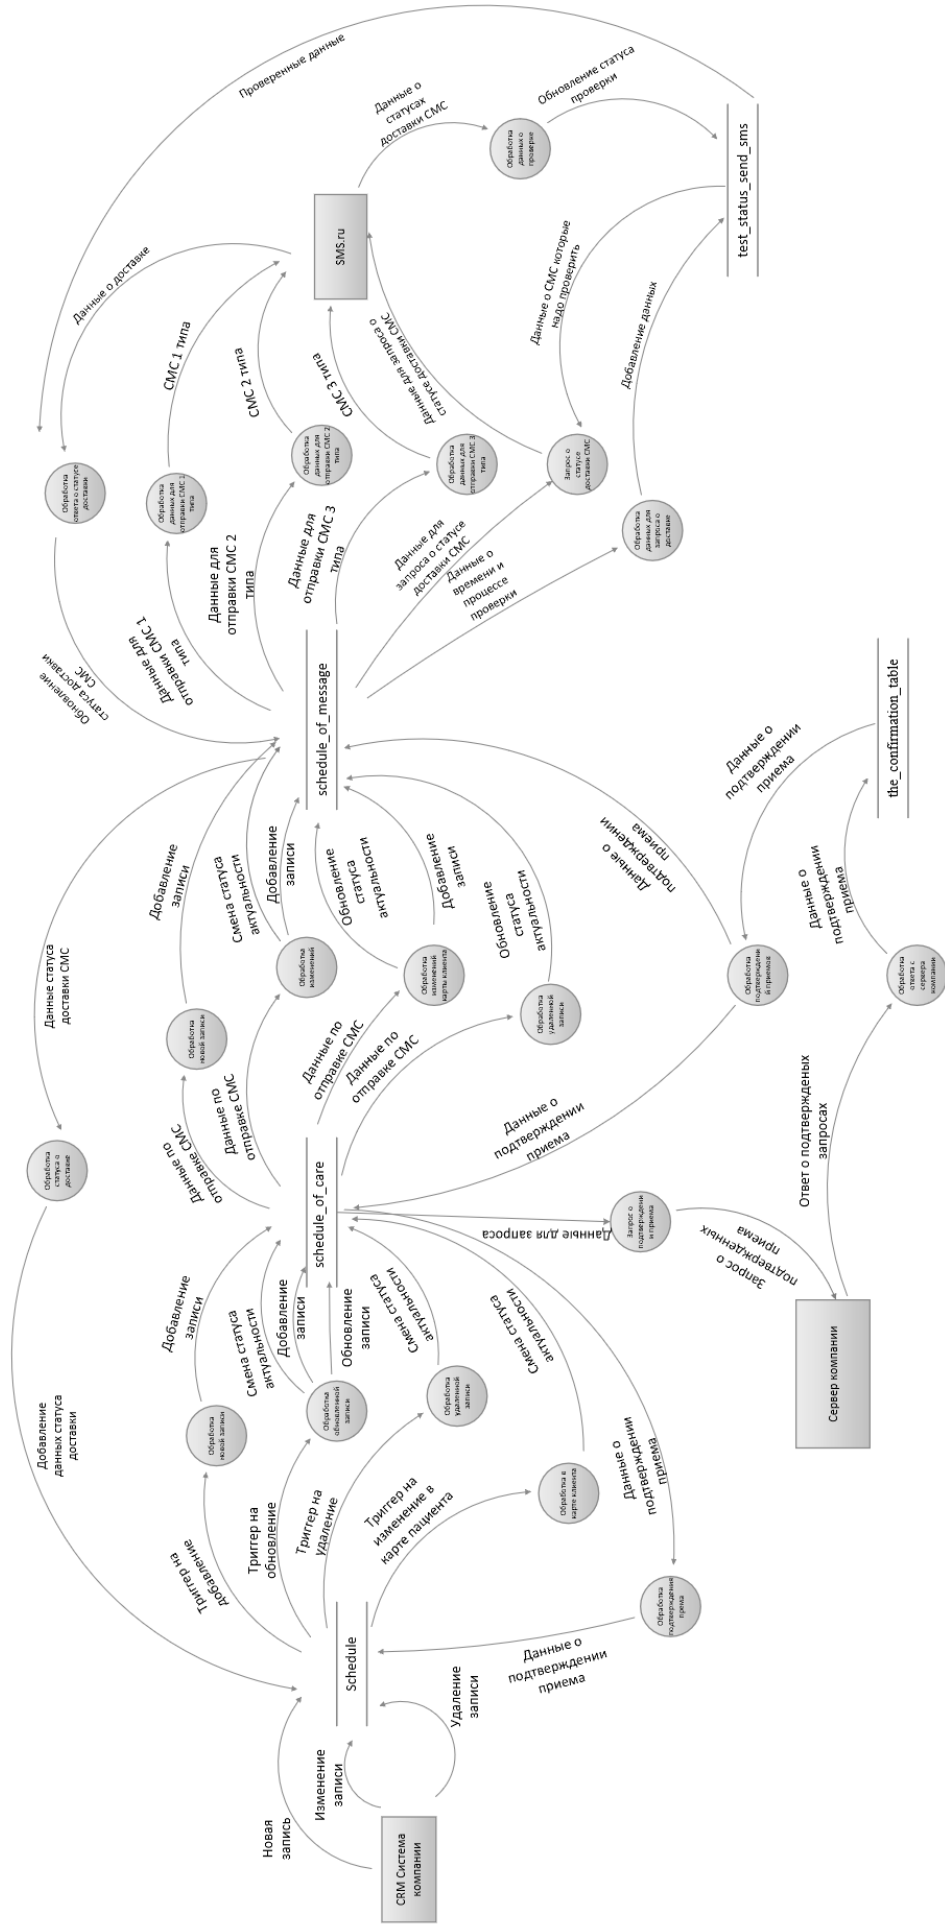 Новая
запись
Изменение
записи
Удаление
записи
CRM Система
компании
Schedule
Добавление
данных статуса
доставки
Триггер на
добавление
Триггер на
обновление
Триггер на
удаление
Триггер на
изменение в
карте пациента
Данные о
подтверждении
приема
Обработка
подтверждения
према
Обработка
новой записи
Обработка
обновленной
записи
Обработка
удаленной
записи
Обработка в
карте клиента
Добавление
записи
Смена статуса
актуальности
Добавление
записи
Обновление
записи
Смена статуса
актуальности
Смена статуса
актуальности
Данные о
подтверждении
приема
schedule_of_care
Данные для запроса
Запрос о
подтверждени
и приема
Запрос о
подтвержденных
приема
Сервер компании
Ответ о подтвержденых
запросах
Обработка
статуса о
доставке
Данные статуса
доставки СМС
Данные по
отправке СМС
Данные по
отправке СМС
Данные по
отправке СМС
Данные по
отправке СМС
Данные о
подтверждении
приема
Обработка
новой записи
Обработка
изменений
Обработка
изменений
карты клиента
Обработка
удаленной
записи
Обработка
подтверждени
й приемов
Обработка
ответа с
сервера
компании
Добавление
записи
Смена статуса
актуальности
Добавление
записи
Обновление
статуса
актуальности
Добавление
записи
Обновление
статуса
актуальности
Данные о
подтверждении
приема
Данные о
подтверждении
приема
Данные о
подтверждении
приема
the_confirmation_table
schedule_of_message
Обновление
статуса доставки
СМС
Данные для
отправки СМС 1
типа
Данные для
отправки СМС 2
типа
Данные для
отправки СМС 3
типа
Данные для
запроса о статусе
доставки СМС
Данные о
времени и
процессе
проверки
Обработка
ответа о статусе
доставки
Обработка
данных для
отправки СМС 1
типа
Обработка
данных для
отправки СМС 2
типа
Обработка
данных для
отправки СМС 3
типа
Запрос о
статусе
доставки СМС
Обработка
данных для
запроса о
доставке
Данные о доставке
СМС 1 типа
СМС 2 типа
СМС 3 типа
Данные для запроса о
статусе доставки СМС
Данные о СМС которые
надо проверить
Добавление данных
SMS.ru
Данные о
статусах
доставки СМС
Обработка
данных о
проверке
Обновление статуса
проверки
test_status_send_sms
Проверенные данные